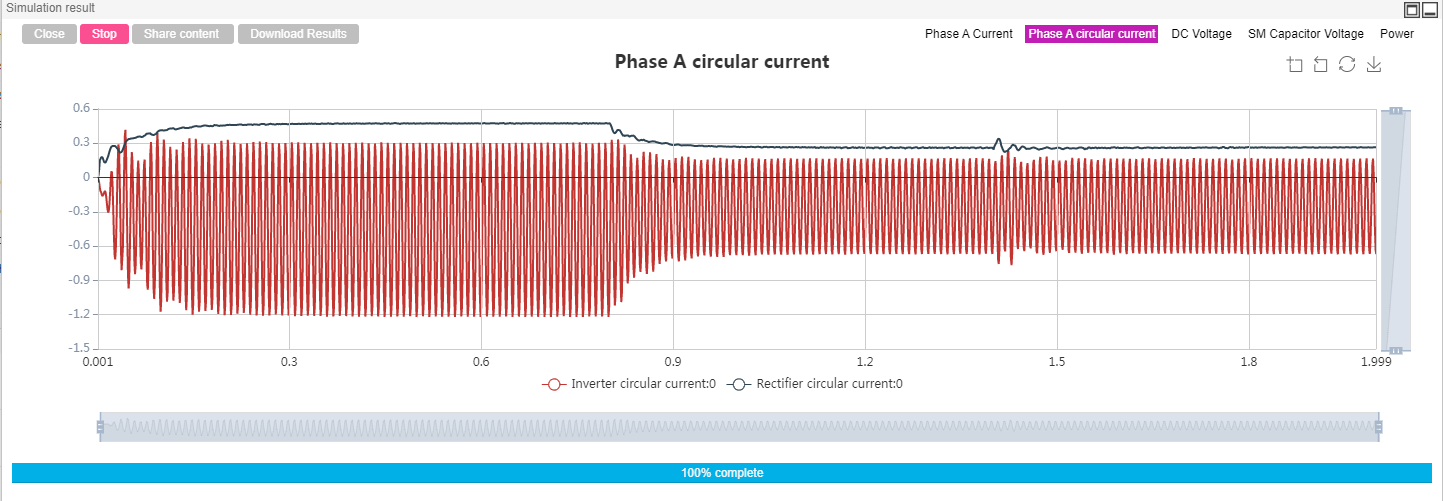 Simulation result
Close Stop Share content Download Results Phase A Current Phase A circular current DC Voltage SM Capacitor Voltage Power
Phase A circular current
0.6
0.3
0
-0.3
-0.6
-0.9
-1.2
-1.5
0.001 0.3 0.6 0.9 1.2 1.5 1.8 1.999
Inverter circular current:0 Rectifier circular current:0
100% complete